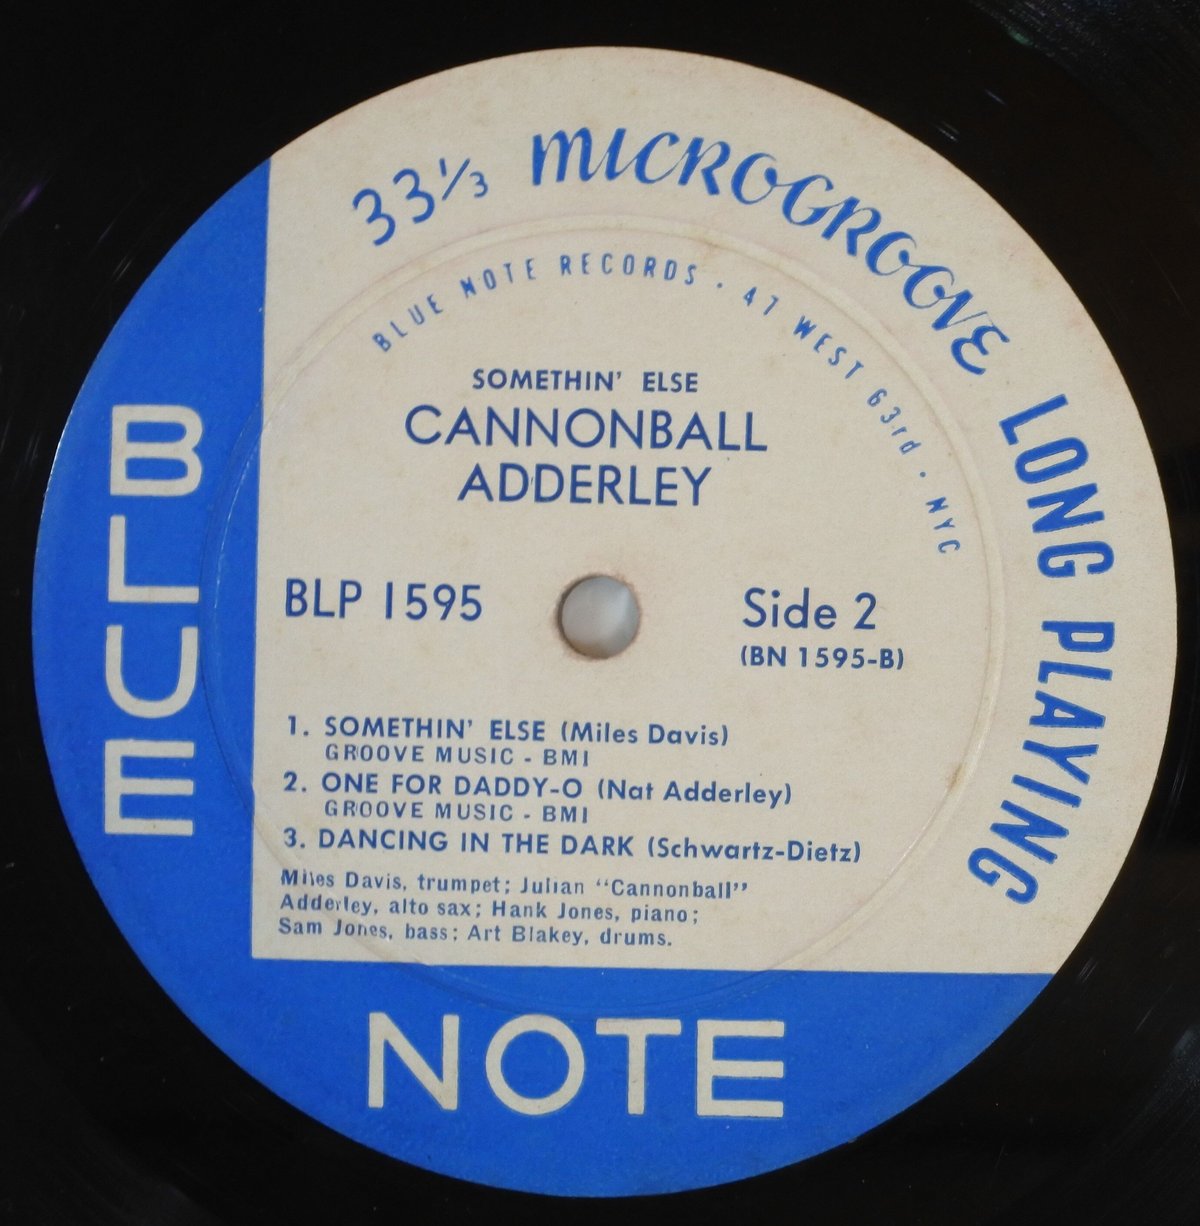 33⅓ MICROGROOVE LONG PLAYING
BLUE NOTE RECORDS · 47 WEST 63rd · NYC
SOMETHIN' ELSE
CANNONBALL
ADDERLEY
BLP 1595
Side 2
(BN 1595-B)
1. SOMETHIN' ELSE (Miles Davis)
GROOVE MUSIC - BMI
2. ONE FOR DADDY-O (Nat Adderley)
GROOVE MUSIC - BMI
3. DANCING IN THE DARK (Schwartz-Dietz)
Miles Davis, trumpet; Julian "Cannonball"
Adderley, alto sax; Hank Jones, piano;
Sam Jones, bass; Art Blakey, drums.
BLUE
NOTE